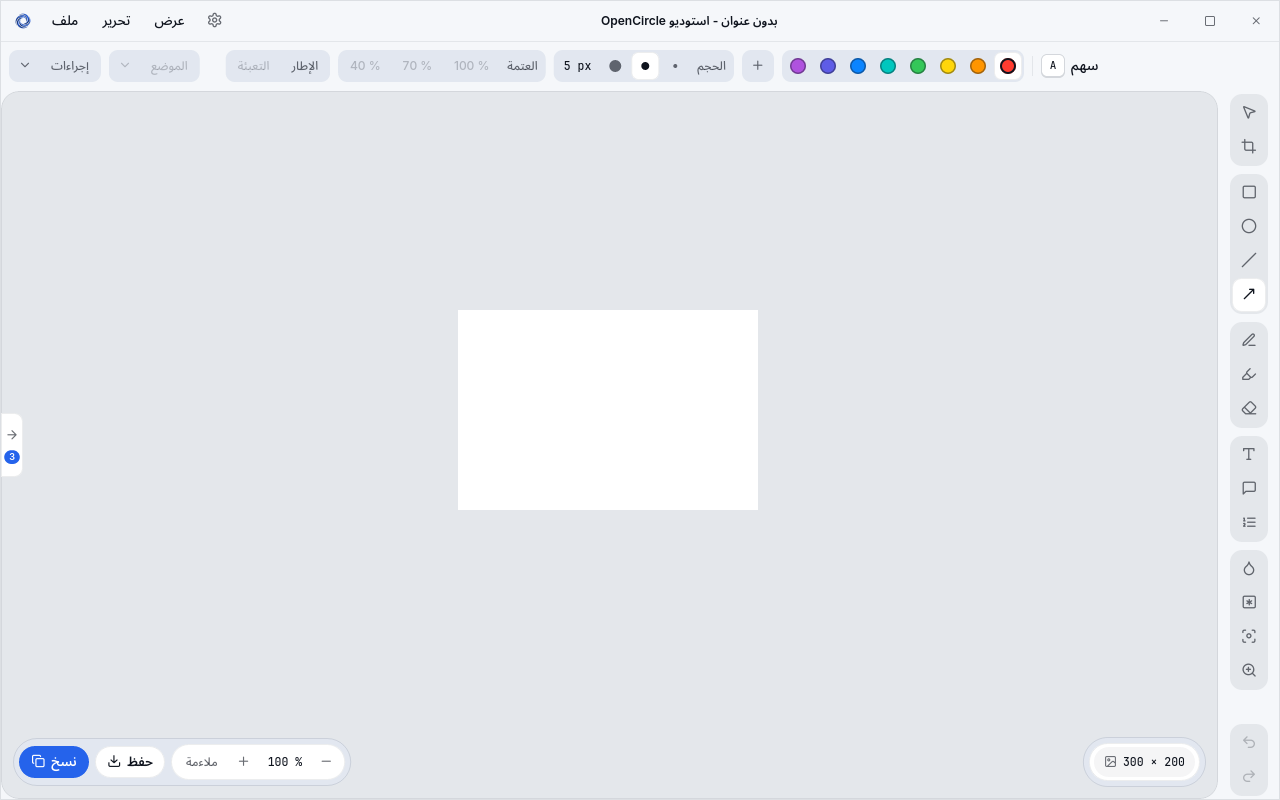 ملف تحرير عرض
بدون عنوان - استوديو OpenCircle
سهم A
الحجم 5 px
العتمة 100 % 70 % 40 %
الإطار التعبئة
الموضع
إجراءات
3
300 × 200
100 %
ملاءمة
حفظ
نسخ